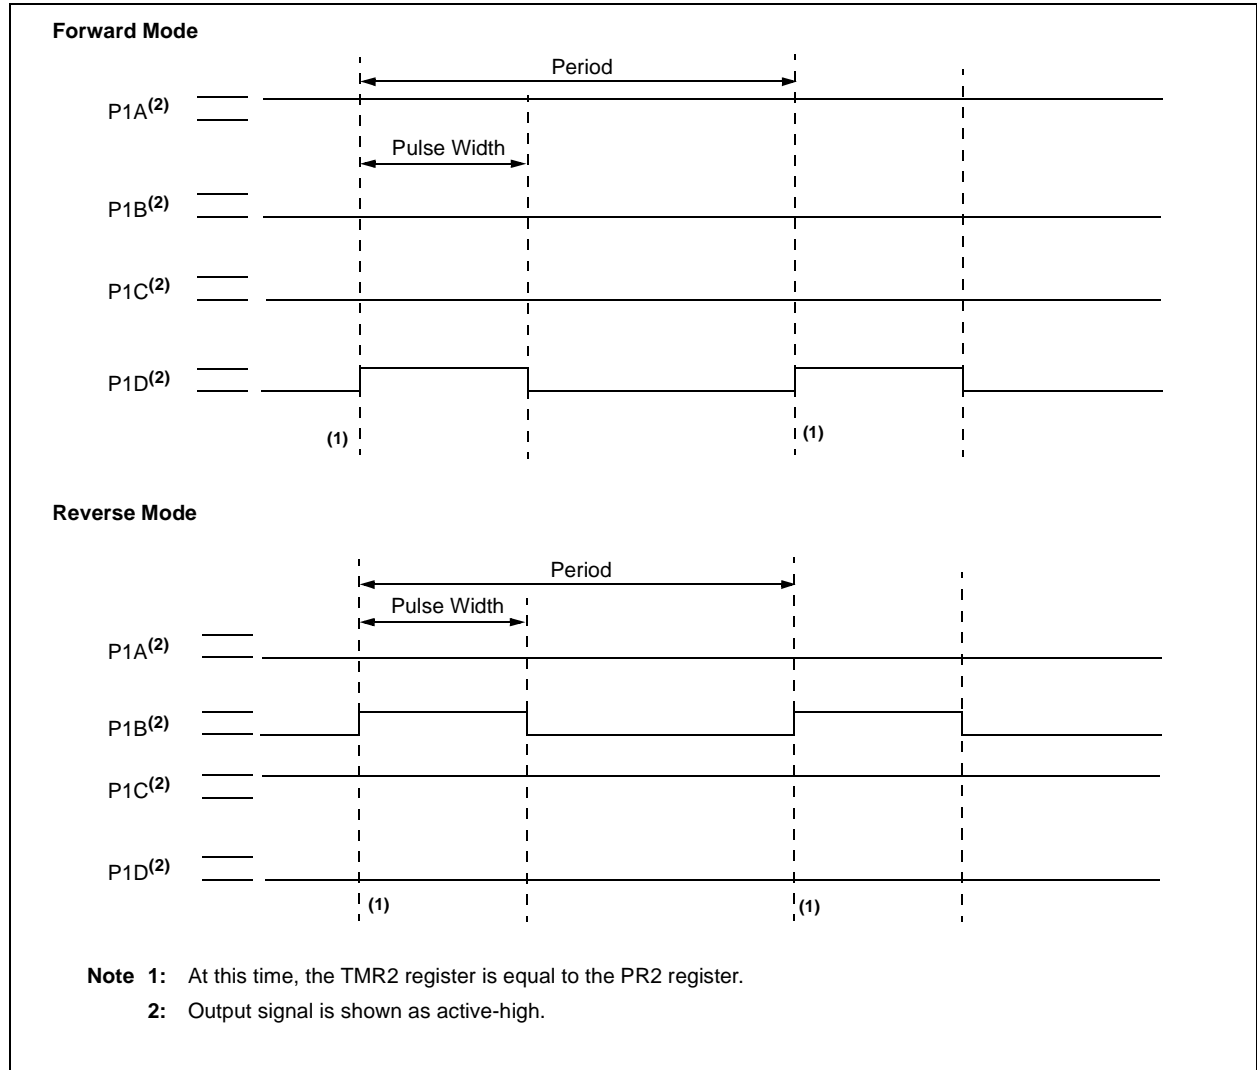 Forward Mode
Period
P1A(2)
Pulse Width
P1B(2)
P1C(2)
P1D(2)
(1)
(1)
Reverse Mode
Period
Pulse Width
P1A(2)
P1B(2)
P1C(2)
P1D(2)
(1)
(1)
Note 1: At this time, the TMR2 register is equal to the PR2 register.
2: Output signal is shown as active-high.